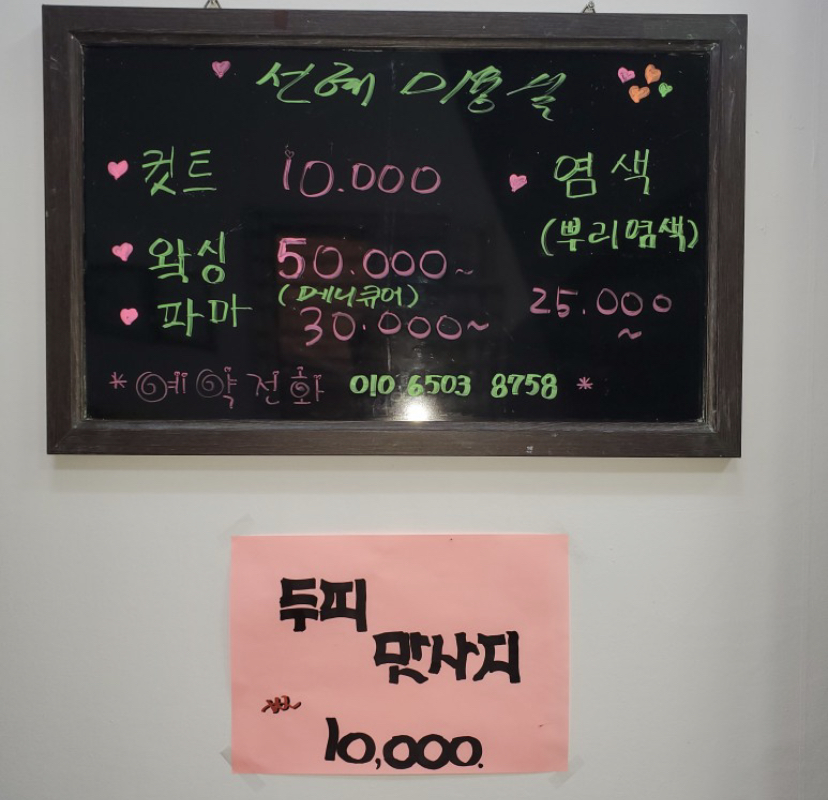 선혜 미용실
컷트 10.000
염색
(뿌리염색)
25.000~
왁싱 50.000~
(메니큐어)
파마 30.000~
* 예약전화 010 6503 8758 *
두피
맛사지
10,000.